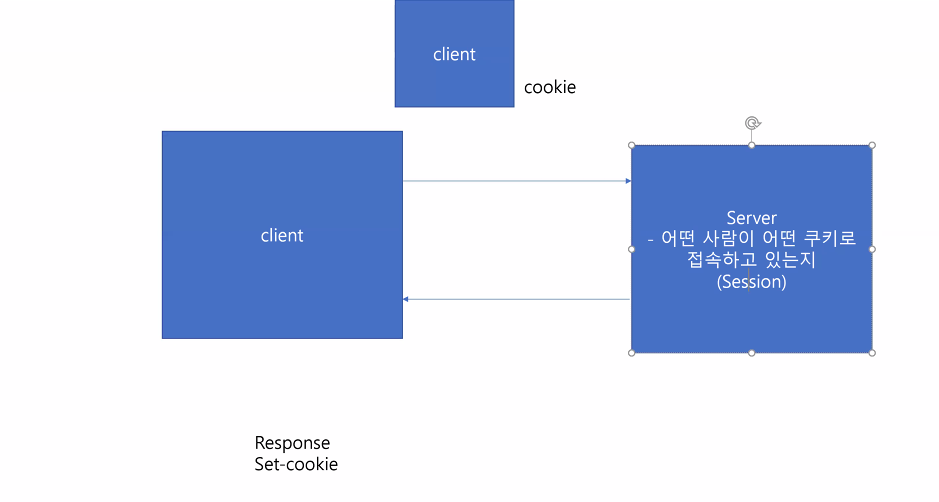 client
cookie
client
Server
- 어떤 사람이 어떤 쿠키로
접속하고 있는지
(Session)
Response
Set-cookie